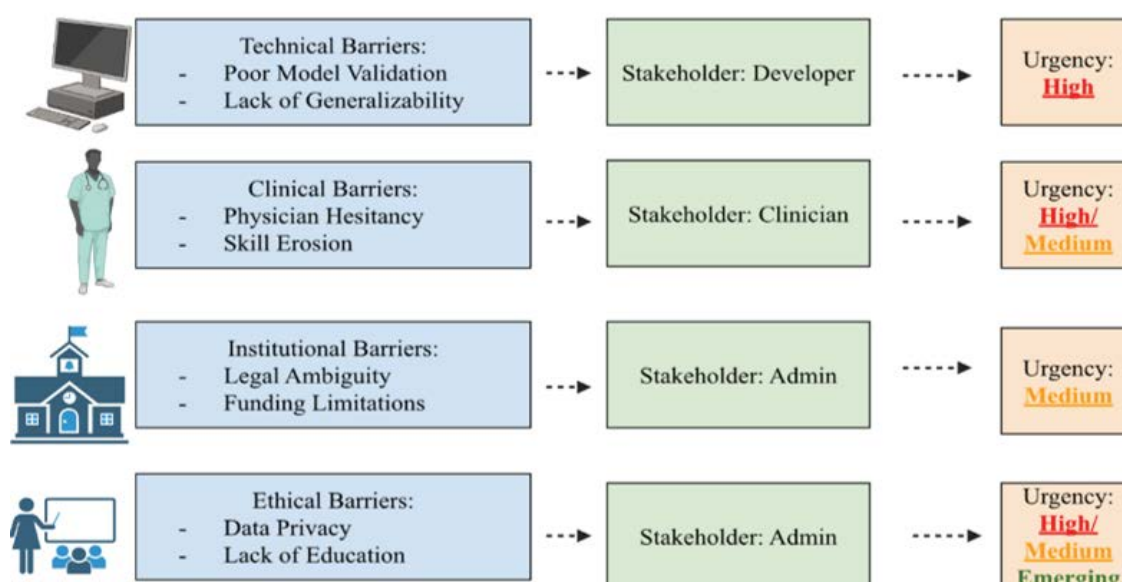 Technical Barriers:
- Poor Model Validation
- Lack of Generalizability
Stakeholder: Developer
Urgency:
High
Clinical Barriers:
- Physician Hesitancy
- Skill Erosion
Stakeholder: Clinician
Urgency:
High/
Medium
Institutional Barriers:
- Legal Ambiguity
- Funding Limitations
Stakeholder: Admin
Urgency:
Medium
Ethical Barriers:
- Data Privacy
- Lack of Education
Stakeholder: Admin
Urgency:
High/
Medium
Emerging